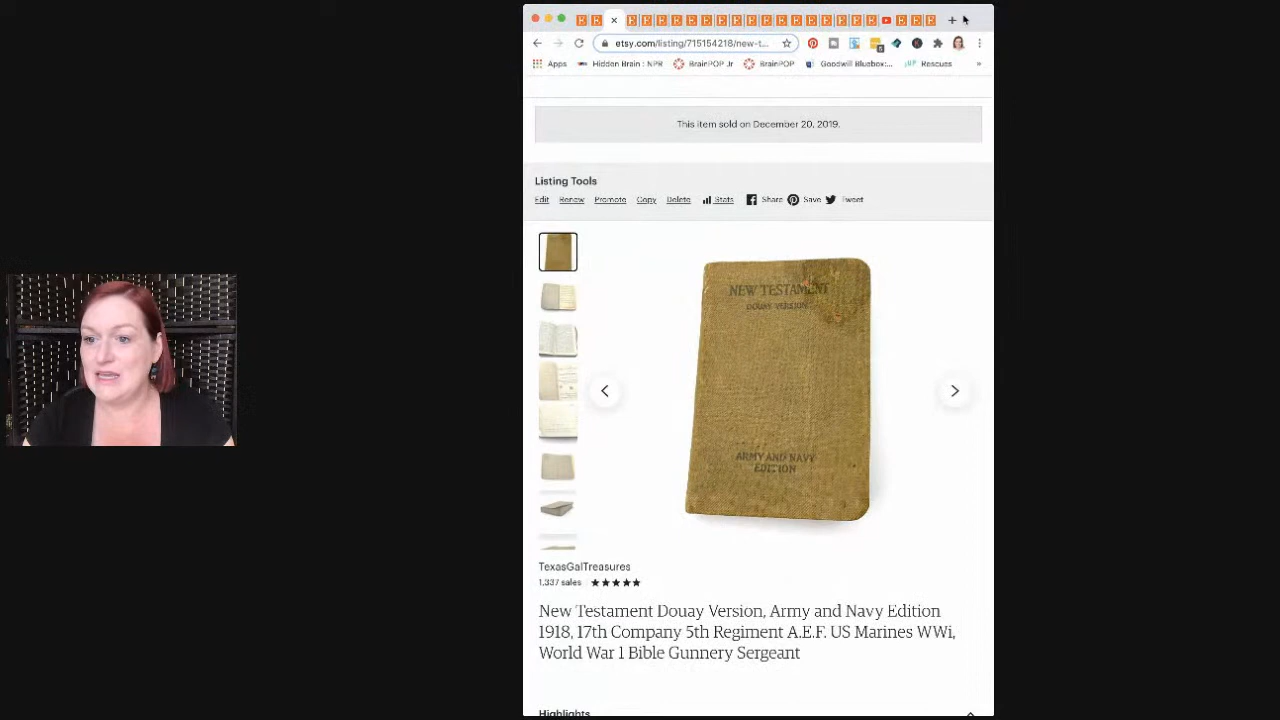 etsy.com/listing/715154218/new-t...
Apps Hidden Brain : NPR BrainPOP Jr BrainPOP Goodwill Bluebox:... Rescues »
This item sold on December 20, 2019.
Listing Tools
Edit Renew Promote Copy Delete Stats Share Save Tweet
NEW TESTAMENT
DOUAY VERSION
ARMY AND NAVY
EDITION
TexasGalTreasures
1,337 sales
New Testament Douay Version, Army and Navy Edition
1918, 17th Company 5th Regiment A.E.F. US Marines WWi,
World War 1 Bible Gunnery Sergeant
Highlights